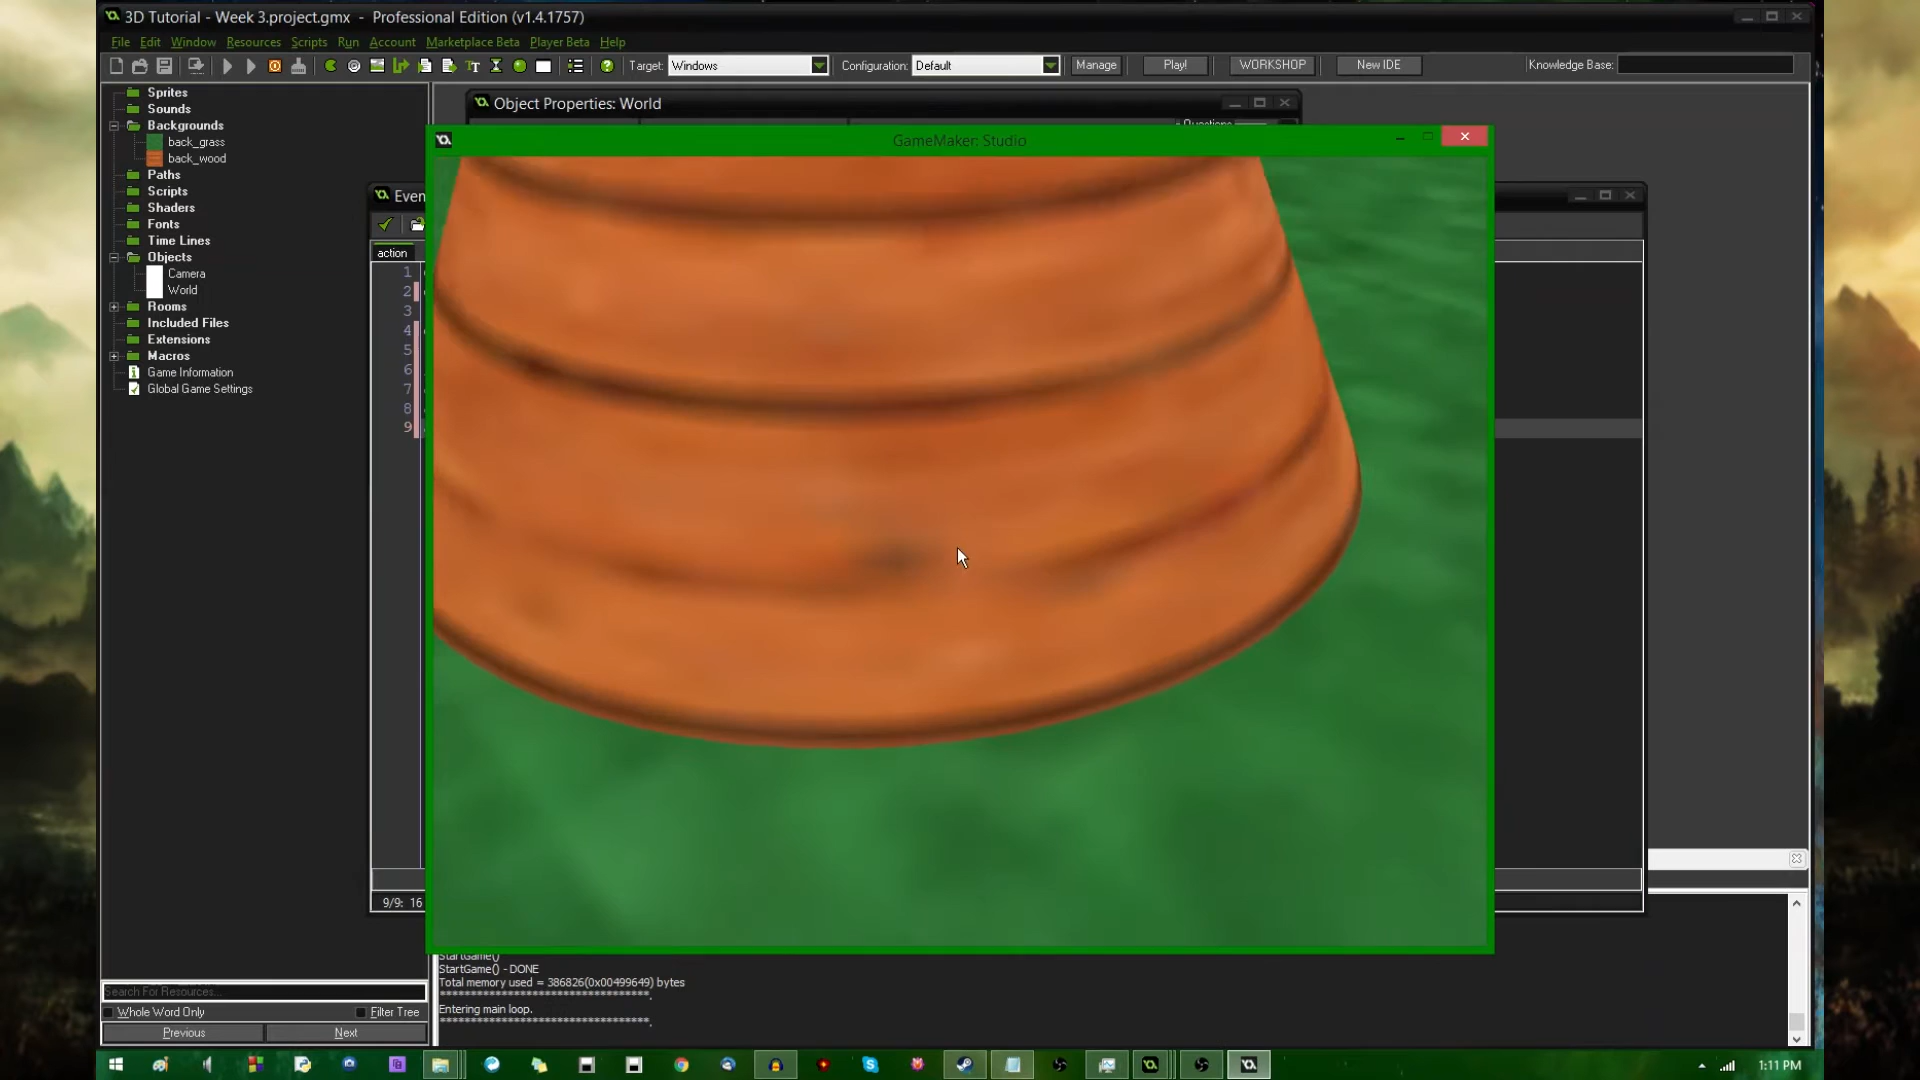 3D Tutorial - Week 3.project.gmx - Professional Edition (v1.4.1757)
File Edit Window Resources Scripts Run Account Marketplace Beta Player Beta Help
Target: Windows Configuration: Default Manage Play! WORKSHOP New IDE Knowledge Base:
Sprites
Sounds
Backgrounds
back_grass
back_wood
Paths
Scripts
Shaders
Fonts
Time Lines
Objects
Camera
World
Rooms
Included Files
Extensions
Macros
Game Information
Global Game Settings
Search For Resources...
Whole Word Only Filter Tree
Previous Next
Object Properties: World
GameMaker: Studio
Even
action
1
2
3
4
5
6
7
8
9
9/9: 16
StartGame()
StartGame() - DONE
Total memory used = 386826(0x00499649) bytes
Entering main loop.
1:11 PM